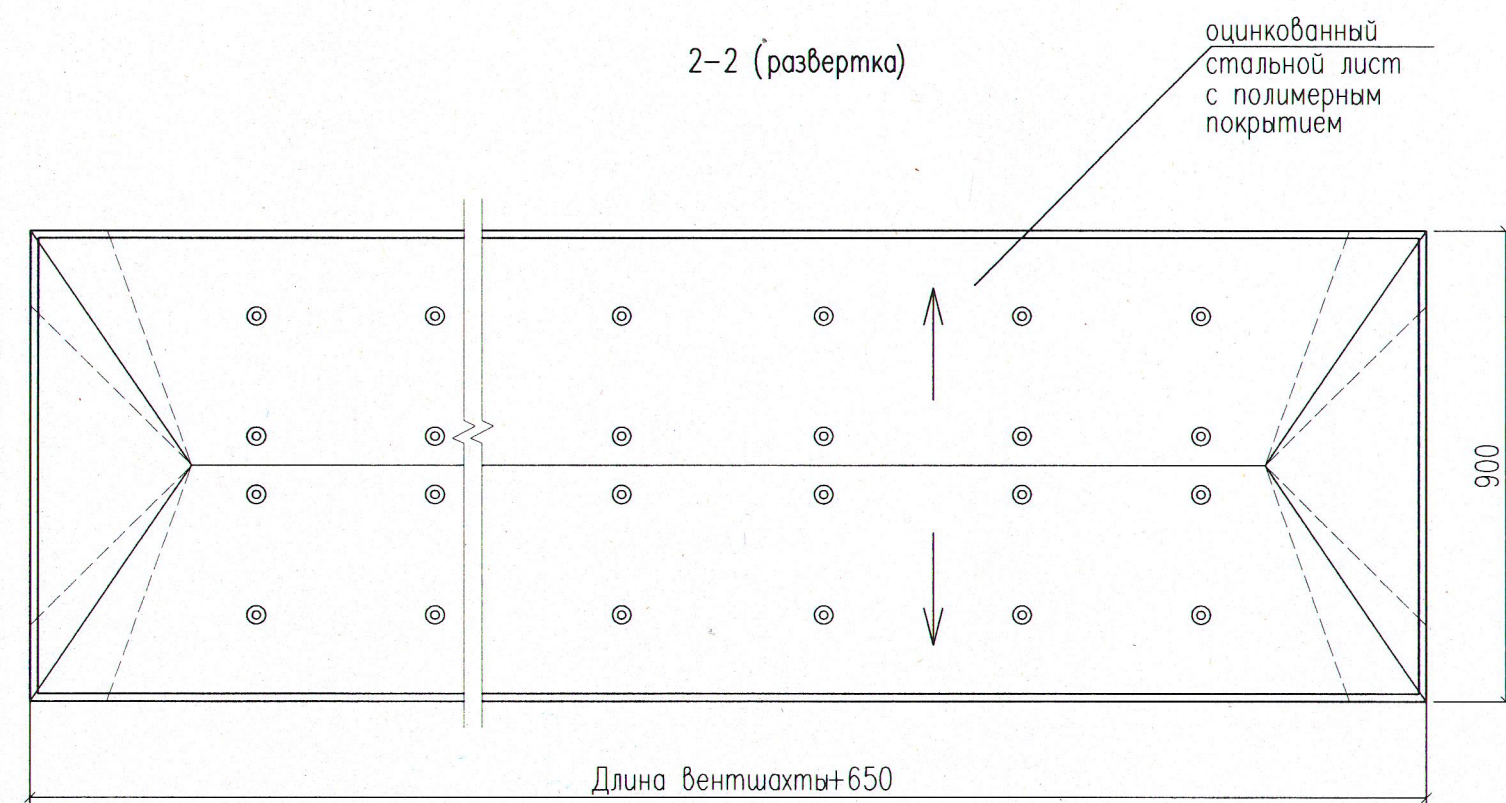 2-2 (развертка)
оцинкованный
стальной лист
с полимерным
покрытием
900
Длина вентшахты+650